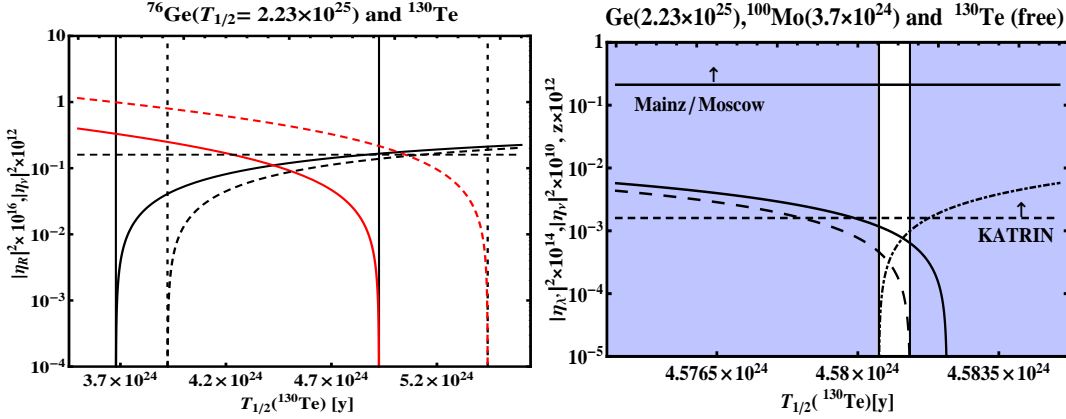 ⁷⁶Ge(T₁/₂= 2.23×10²⁵) and ¹³⁰Te
|η_R|²×10¹⁶,|η_ν|²×10¹²
10
1
10⁻¹
10⁻²
10⁻³
10⁻⁴
3.7×10²⁴
4.2×10²⁴
4.7×10²⁴
5.2×10²⁴
T₁/₂(¹³⁰Te) [y]
Ge(2.23×10²⁵),¹⁰⁰Mo(3.7×10²⁴) and ¹³⁰Te (free)
|η_λ'|²×10¹⁴,|η_ν|²×10¹⁰, z×10¹²
1
10⁻¹
10⁻²
10⁻³
10⁻⁴
10⁻⁵
↑
Mainz/Moscow
↑
KATRIN
4.5765×10²⁴
4.58×10²⁴
4.5835×10²⁴
T₁/₂(¹³⁰Te)[y]